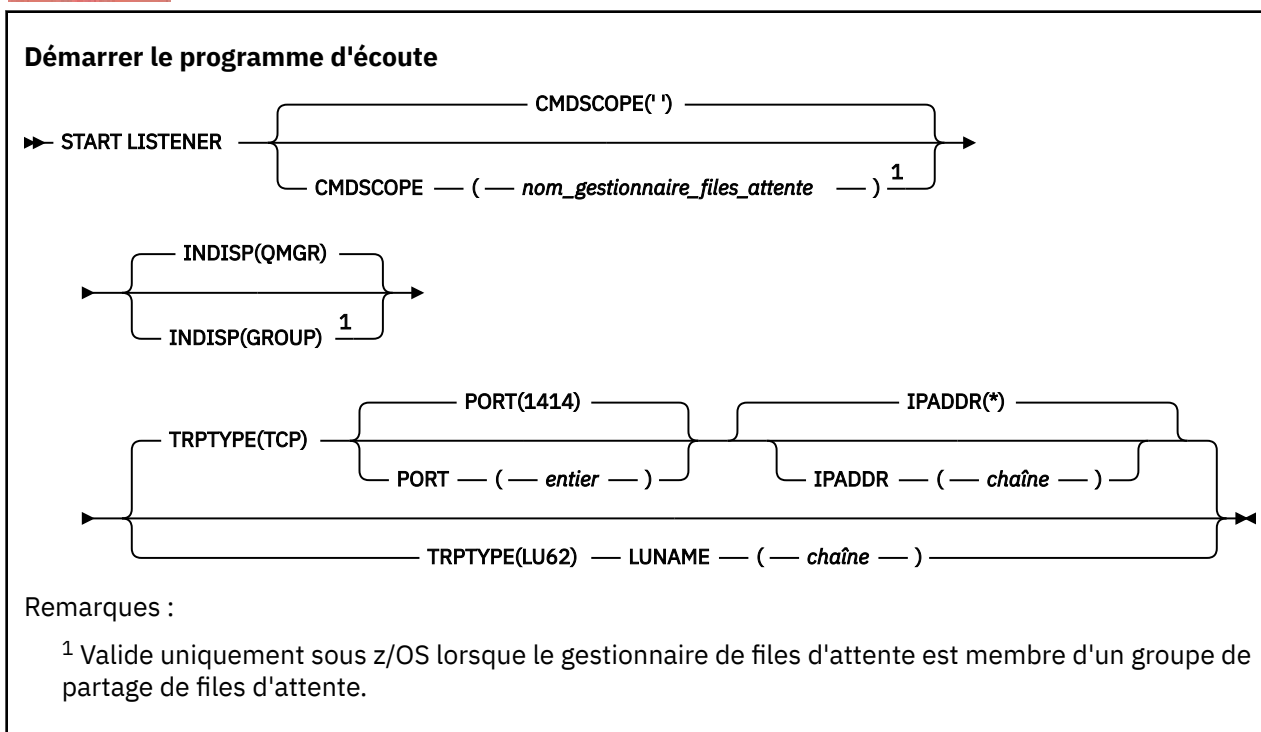 Démarrer le programme d'écoute
CMDSCOPE(' ')
START LISTENER
CMDSCOPE ( nom_gestionnaire_files_attente ) 1
INDISP(QMGR)
INDISP(GROUP) 1
PORT(1414) IPADDR(*)
TRPTYPE(TCP)
PORT ( entier ) IPADDR ( chaîne )
TRPTYPE(LU62) LUNAME ( chaîne )
Remarques :
1 Valide uniquement sous z/OS lorsque le gestionnaire de files d'attente est membre d'un groupe de
partage de files d'attente.